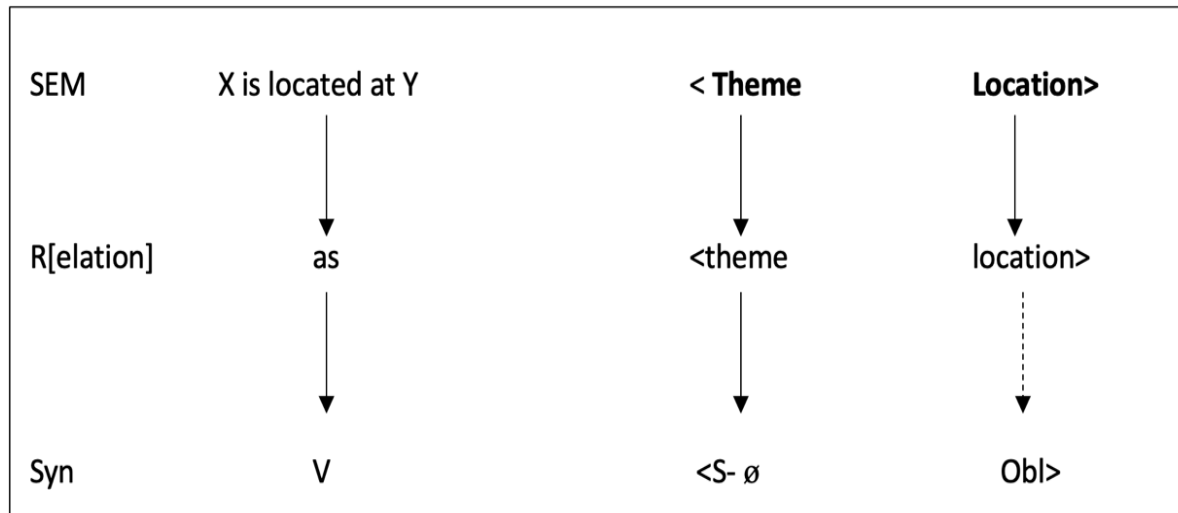 SEM X is located at Y < Theme Location>
R[elation] as <theme location>
Syn V <S- ø Obl>